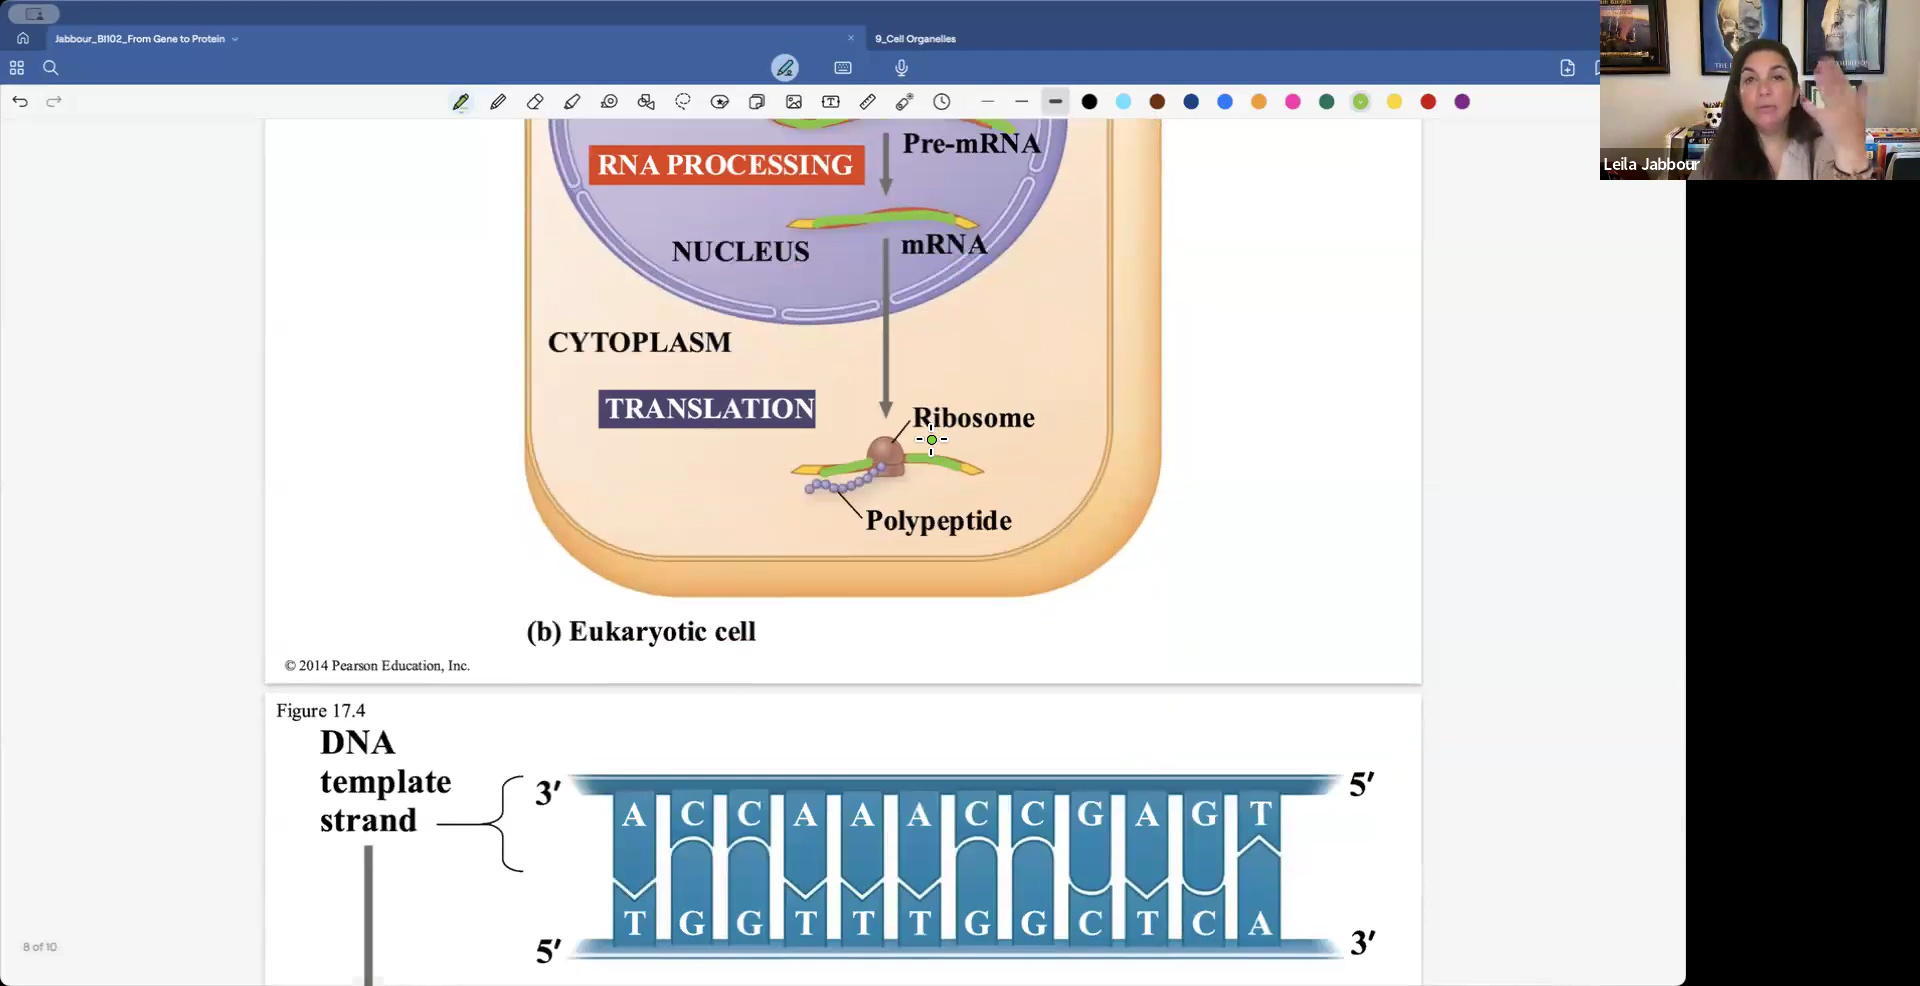 Jabbour_BI102_From Gene to Protein
9_Cell Organelles
Leila Jabbour
Pre-mRNA
RNA PROCESSING
NUCLEUS
mRNA
CYTOPLASM
TRANSLATION
Ribosome
Polypeptide
(b) Eukaryotic cell
© 2014 Pearson Education, Inc.
Figure 17.4
DNA
template
strand
3′ 5′
A C C A A A C C G A G T
T G G T T T G G C T C A
5′ 3′
8 of 10